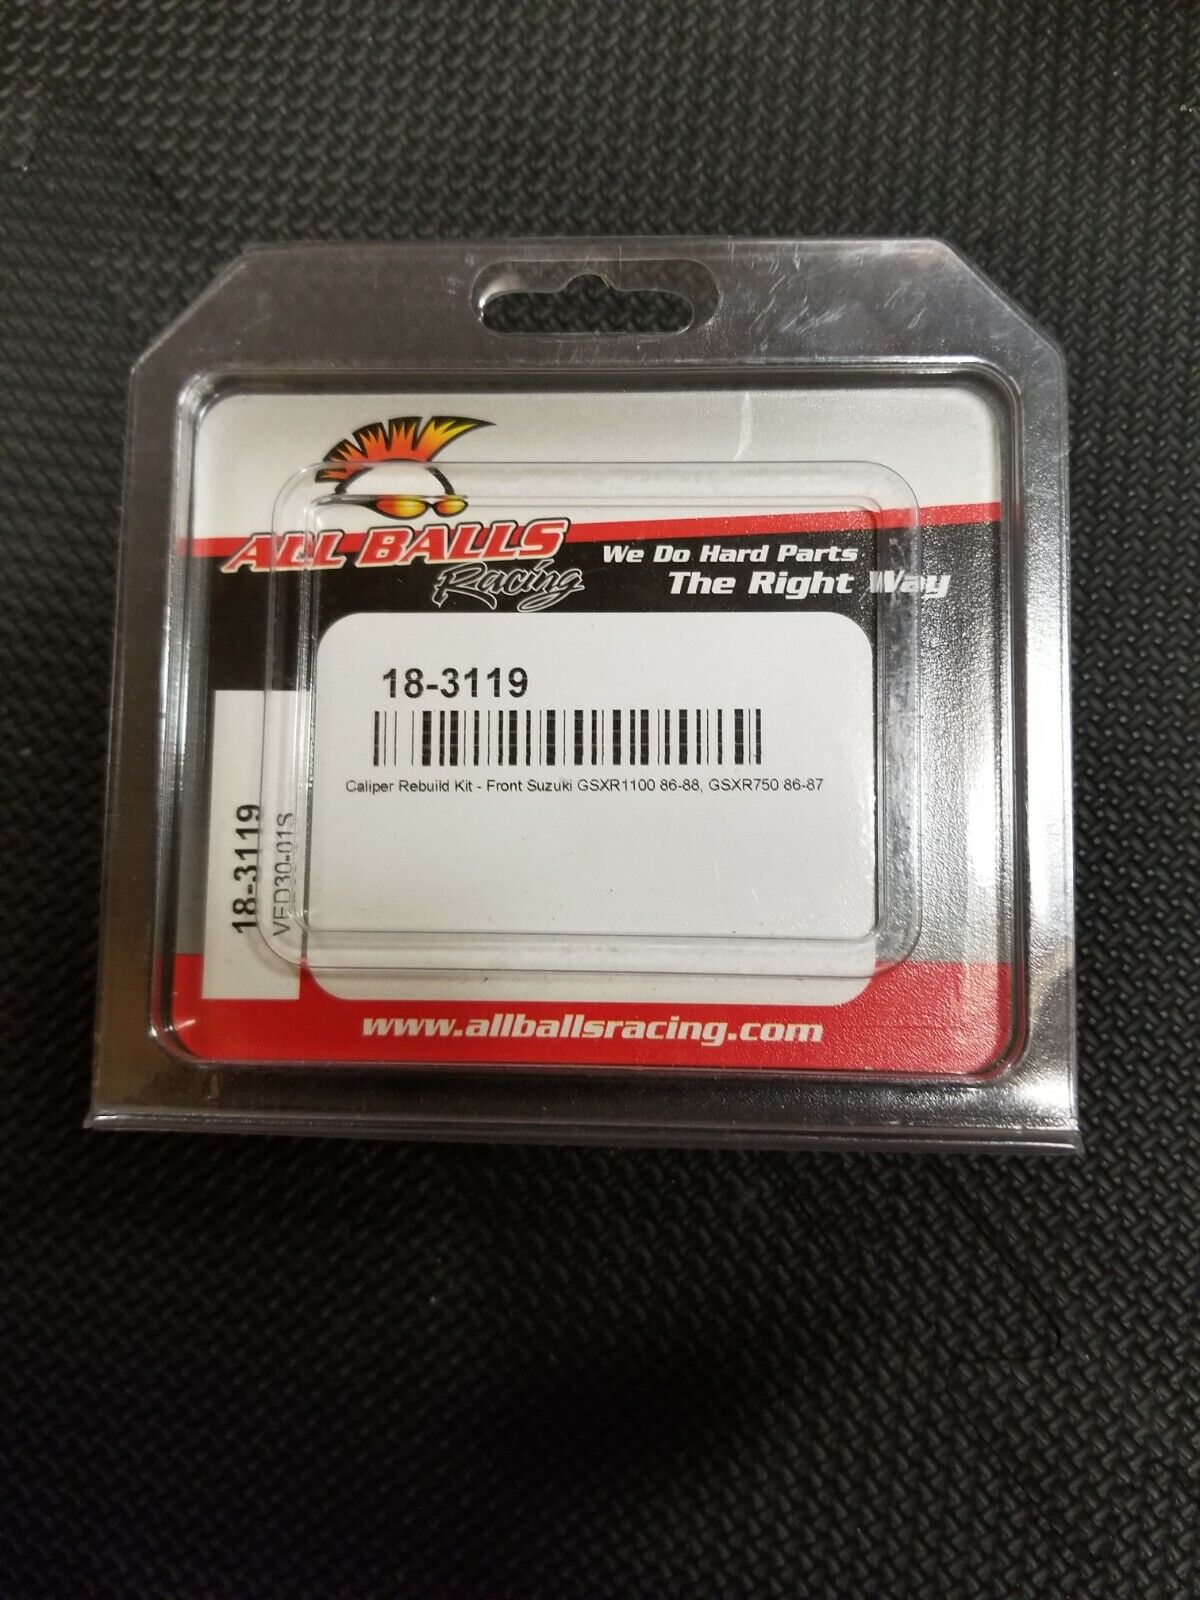 ALL BALLS
Racing
We Do Hard Parts
The Right Way
18-3119
Caliper Rebuild Kit - Front Suzuki GSXR1100 86-88, GSXR750 86-87
18-3119
VED30-01S
www.allballsracing.com